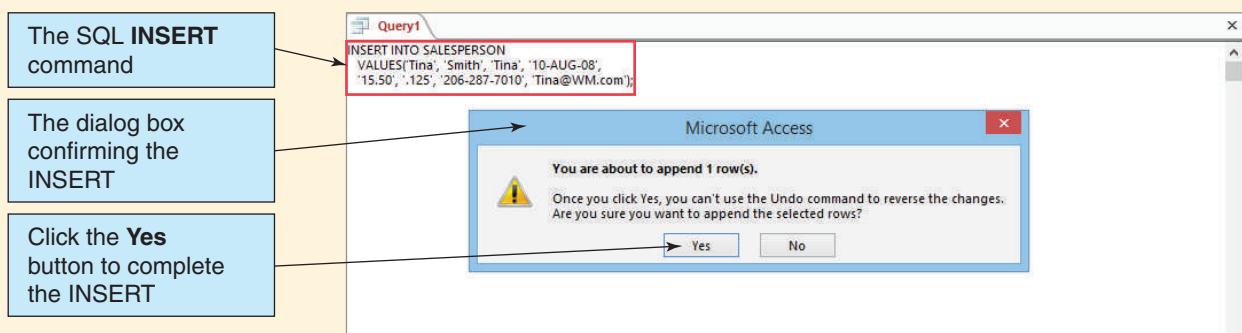 The SQL INSERT
command
The dialog box
confirming the
INSERT
Click the Yes
button to complete
the INSERT
Query1
INSERT INTO SALESPERSON
VALUES('Tina', 'Smith', 'Tina', '10-AUG-08',
'15.50', '.125', '206-287-7010', 'Tina@WM.com');
Microsoft Access
You are about to append 1 row(s).
Once you click Yes, you can't use the Undo command to reverse the changes.
Are you sure you want to append the selected rows?
Yes
No